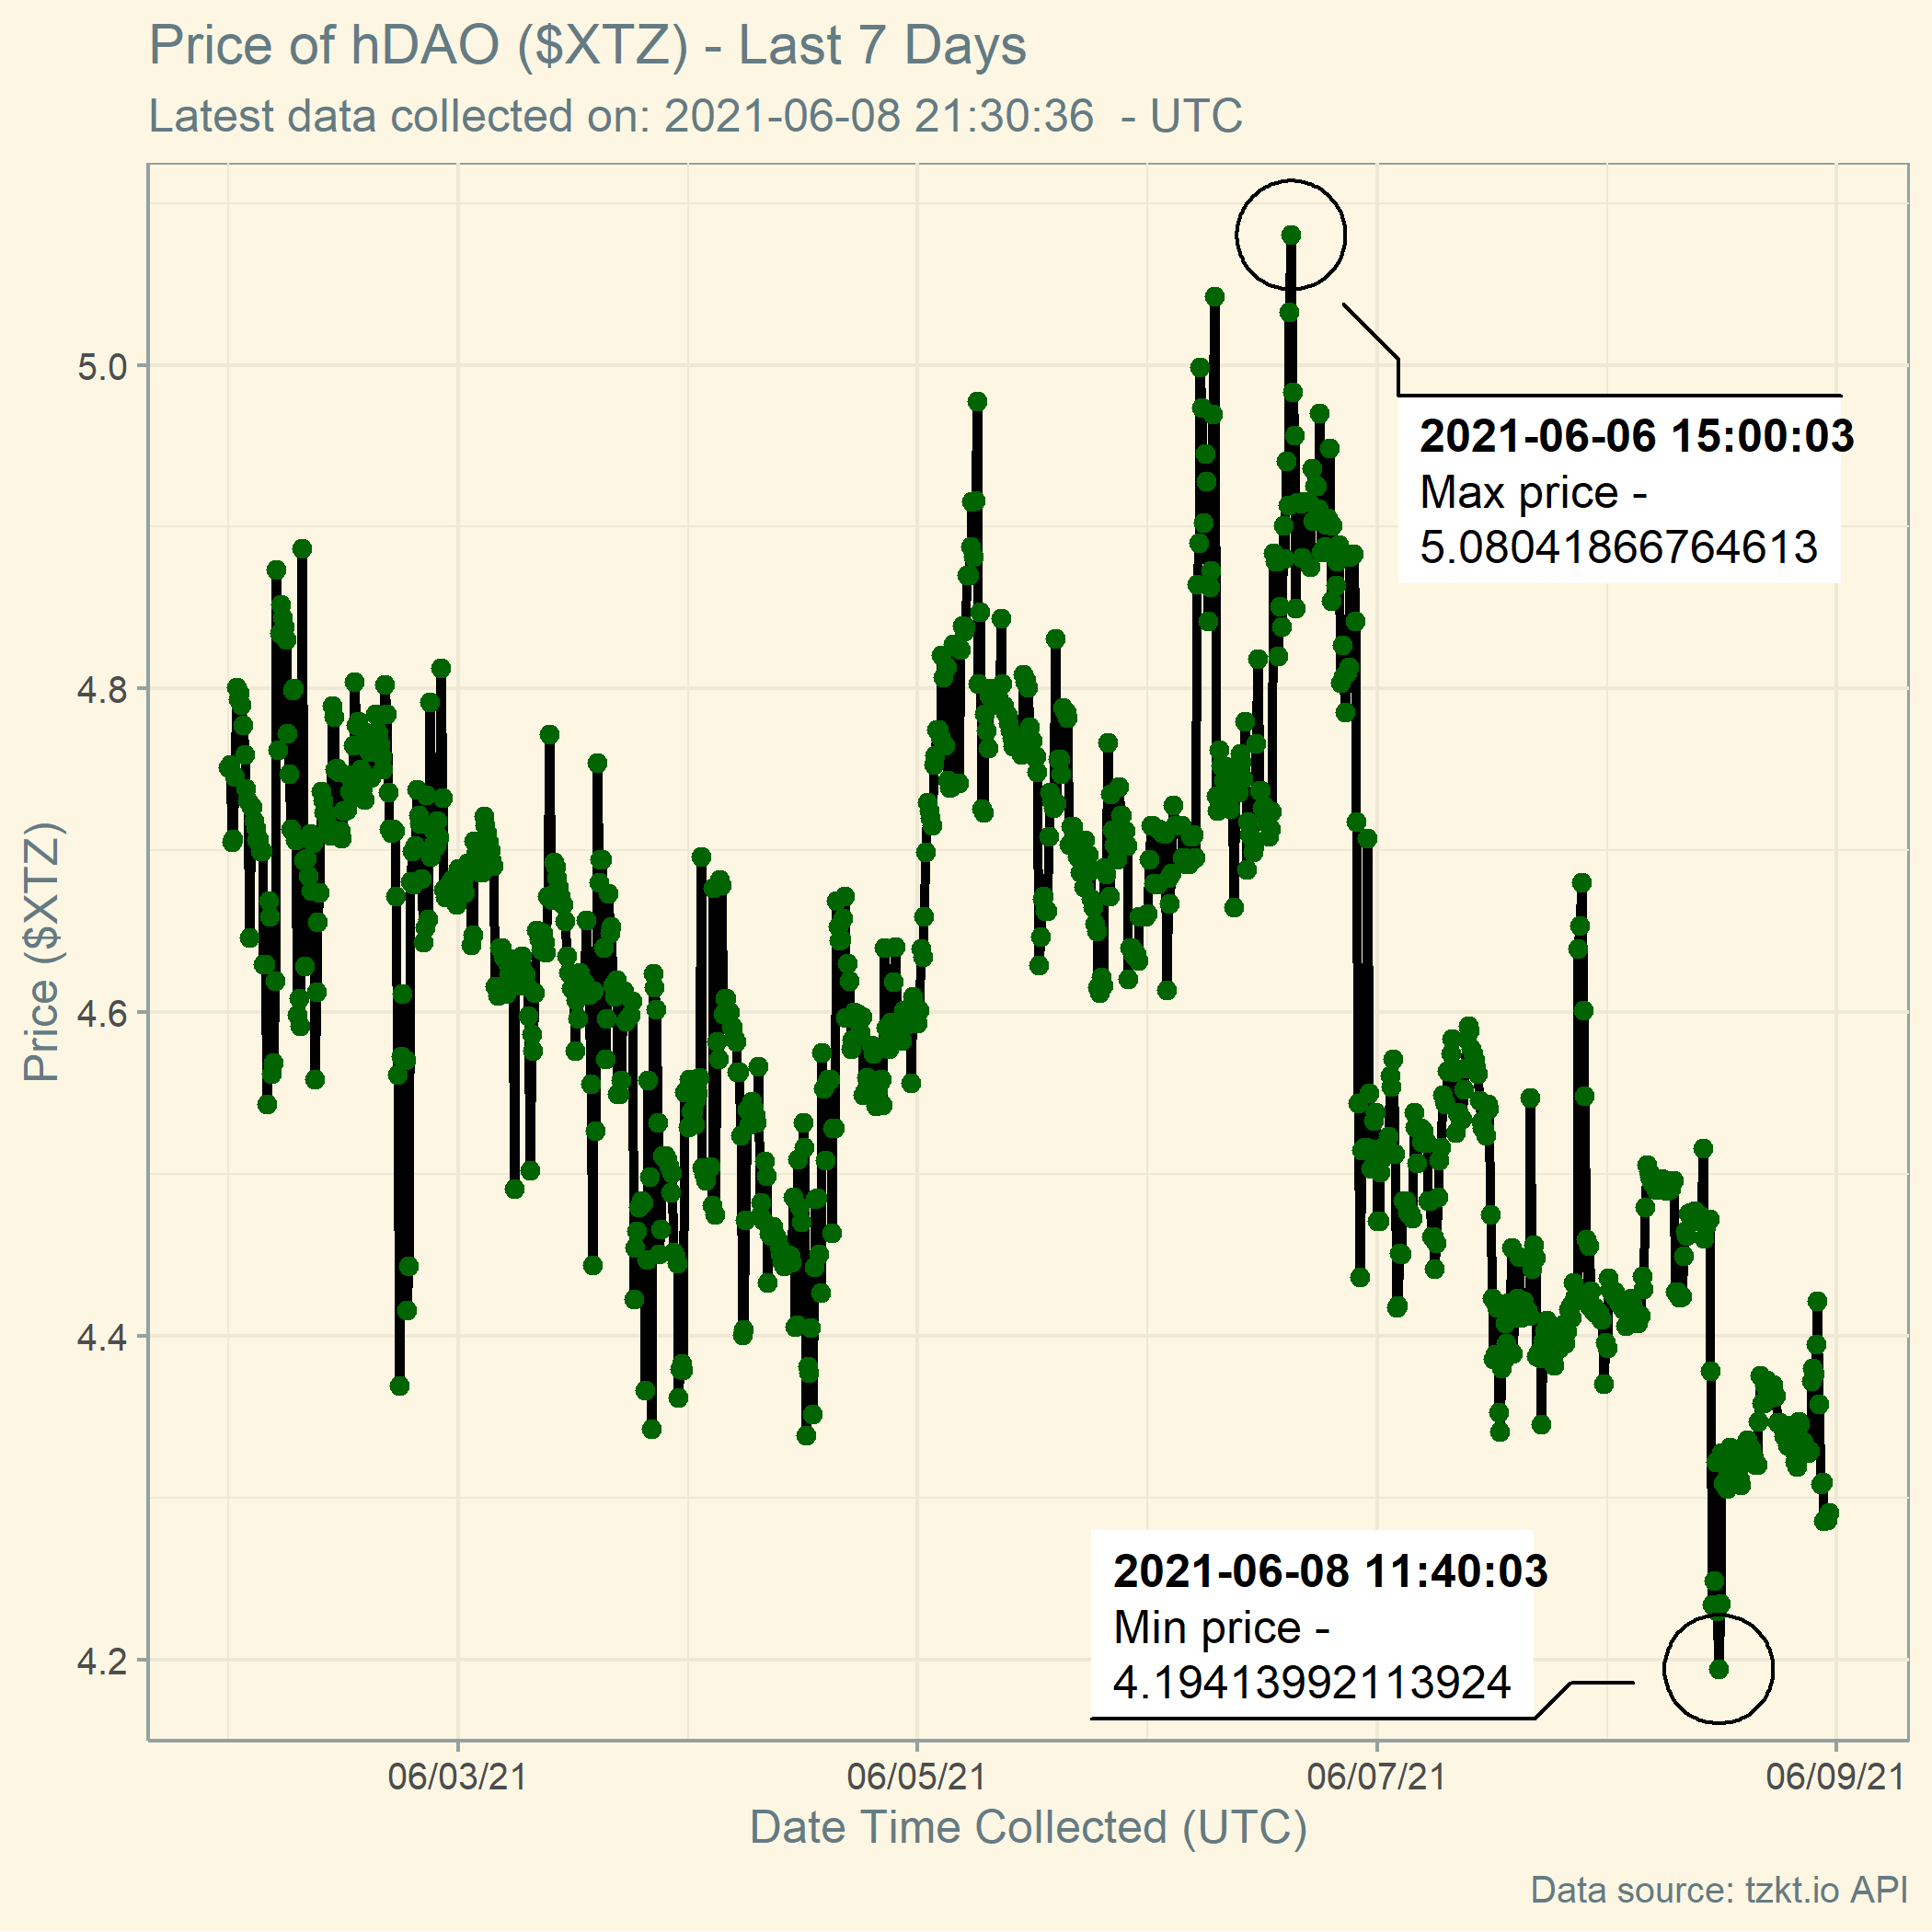 Price of hDAO ($XTZ) - Last 7 Days
Latest data collected on: 2021-06-08 21:30:36  - UTC
5.0
4.8
4.6
4.4
4.2
Price ($XTZ)
2021-06-06 15:00:03
Max price -
5.08041866764613
2021-06-08 11:40:03
Min price -
4.19413992113924
06/03/21
06/05/21
06/07/21
06/09/21
Date Time Collected (UTC)
Data source: tzkt.io API